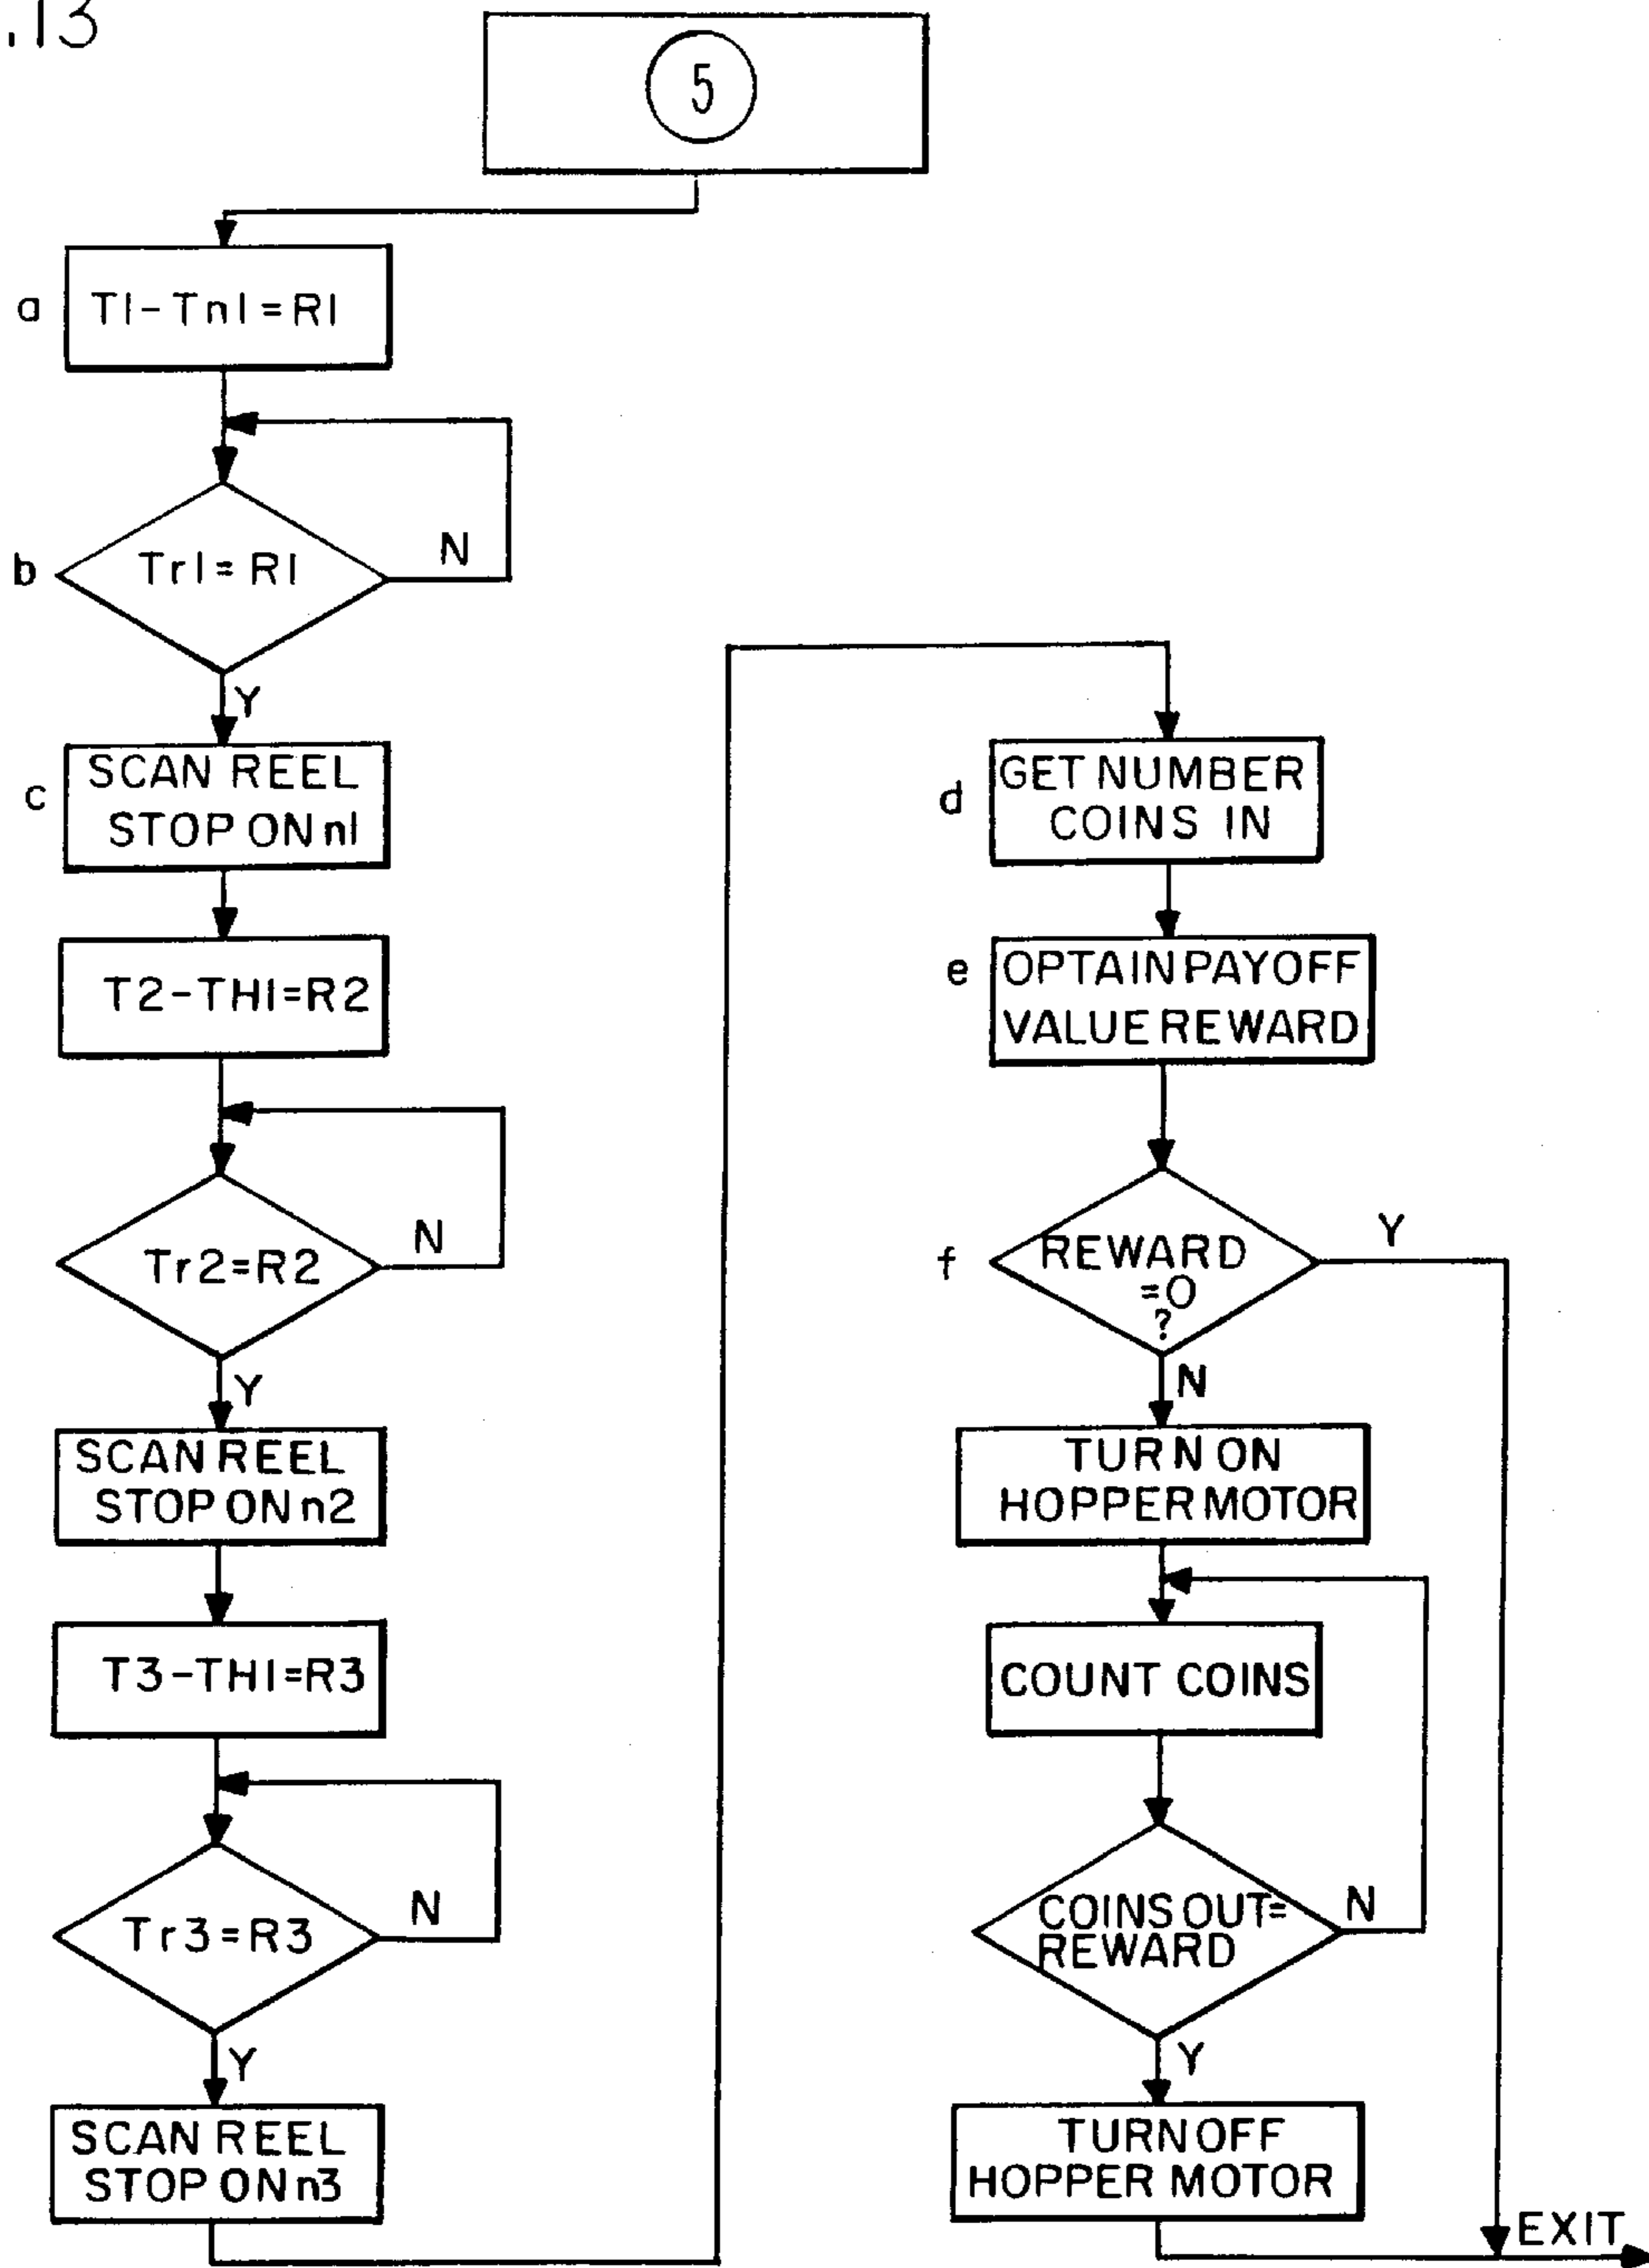 .13
5
a
T1-Tn1=R1
b
Tr1=R1
N
Y
c
SCAN REEL
STOP ON n1
T2-TH1=R2
Tr2=R2
N
Y
SCAN REEL
STOP ON n2
T3-TH1=R3
Tr3=R3
N
Y
SCAN REEL
STOP ON n3
d
GET NUMBER
COINS IN
e
OPTAIN PAYOFF
VALUE REWARD
f
REWARD
=0
?
Y
N
TURN ON
HOPPER MOTOR
COUNT COINS
COINS OUT=
REWARD
N
Y
TURN OFF
HOPPER MOTOR
EXIT